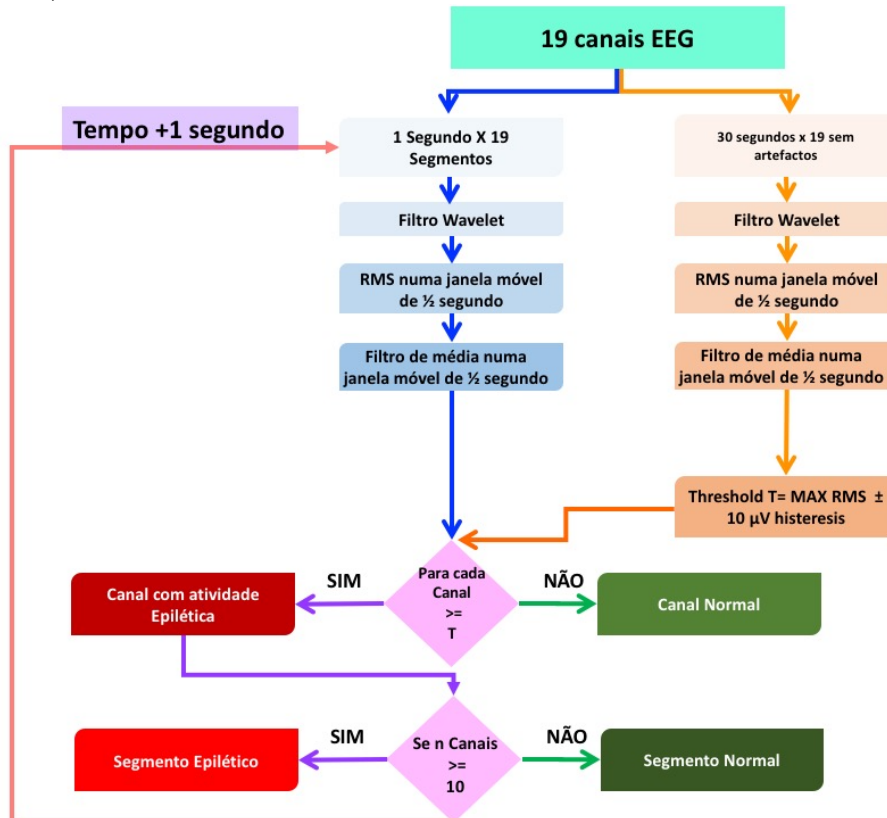 19 canais EEG
Tempo +1 segundo
1 Segundo X 19
Segmentos
30 segundos x 19 sem
artefactos
Filtro Wavelet
Filtro Wavelet
RMS numa janela móvel
de ½ segundo
RMS numa janela móvel
de ½ segundo
Filtro de média numa
janela móvel de ½ segundo
Filtro de média numa
janela móvel de ½ segundo
Threshold T= MAX RMS ±
10 µV histeresis
Para cada
Canal
>=
T
SIM
NÃO
Canal com atividade
Epilética
Canal Normal
Se n Canais
>=
10
SIM
NÃO
Segmento Epilético
Segmento Normal